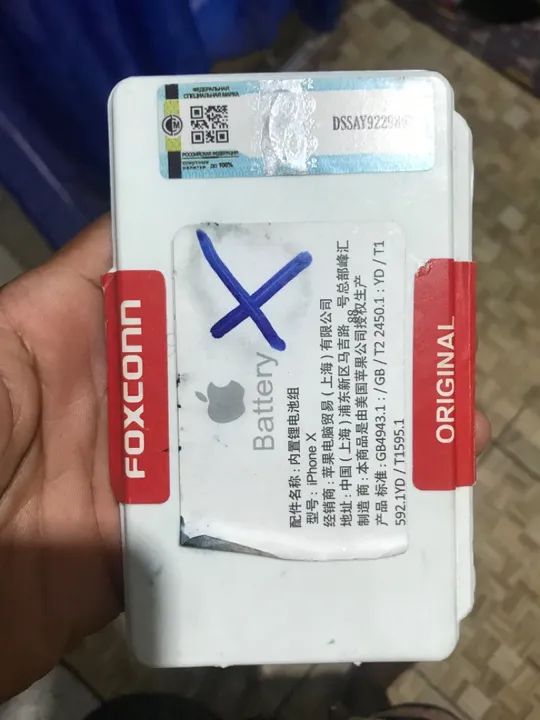 ФЕДЕРАЛЬНАЯ
СПЕЦИАЛЬНАЯ МАРКА
РОССИЙСКАЯ ФЕДЕРАЦИЯ
ДО 100%
DSSAY9229
FOXCONN
X
Battery
配件名称：内置锂电池组
型号：iPhone X
经销商：苹果电脑贸易（上海）有限公司
地址：中国（上海）浦东新区马吉路 88 号总部峰汇
制造 商：本商品是由美国苹果公司授权生产
产品 标准：GB4943.1：/GB / T2 2450.1：YD / T1
592.1YD / T1595.1
ORIGINAL